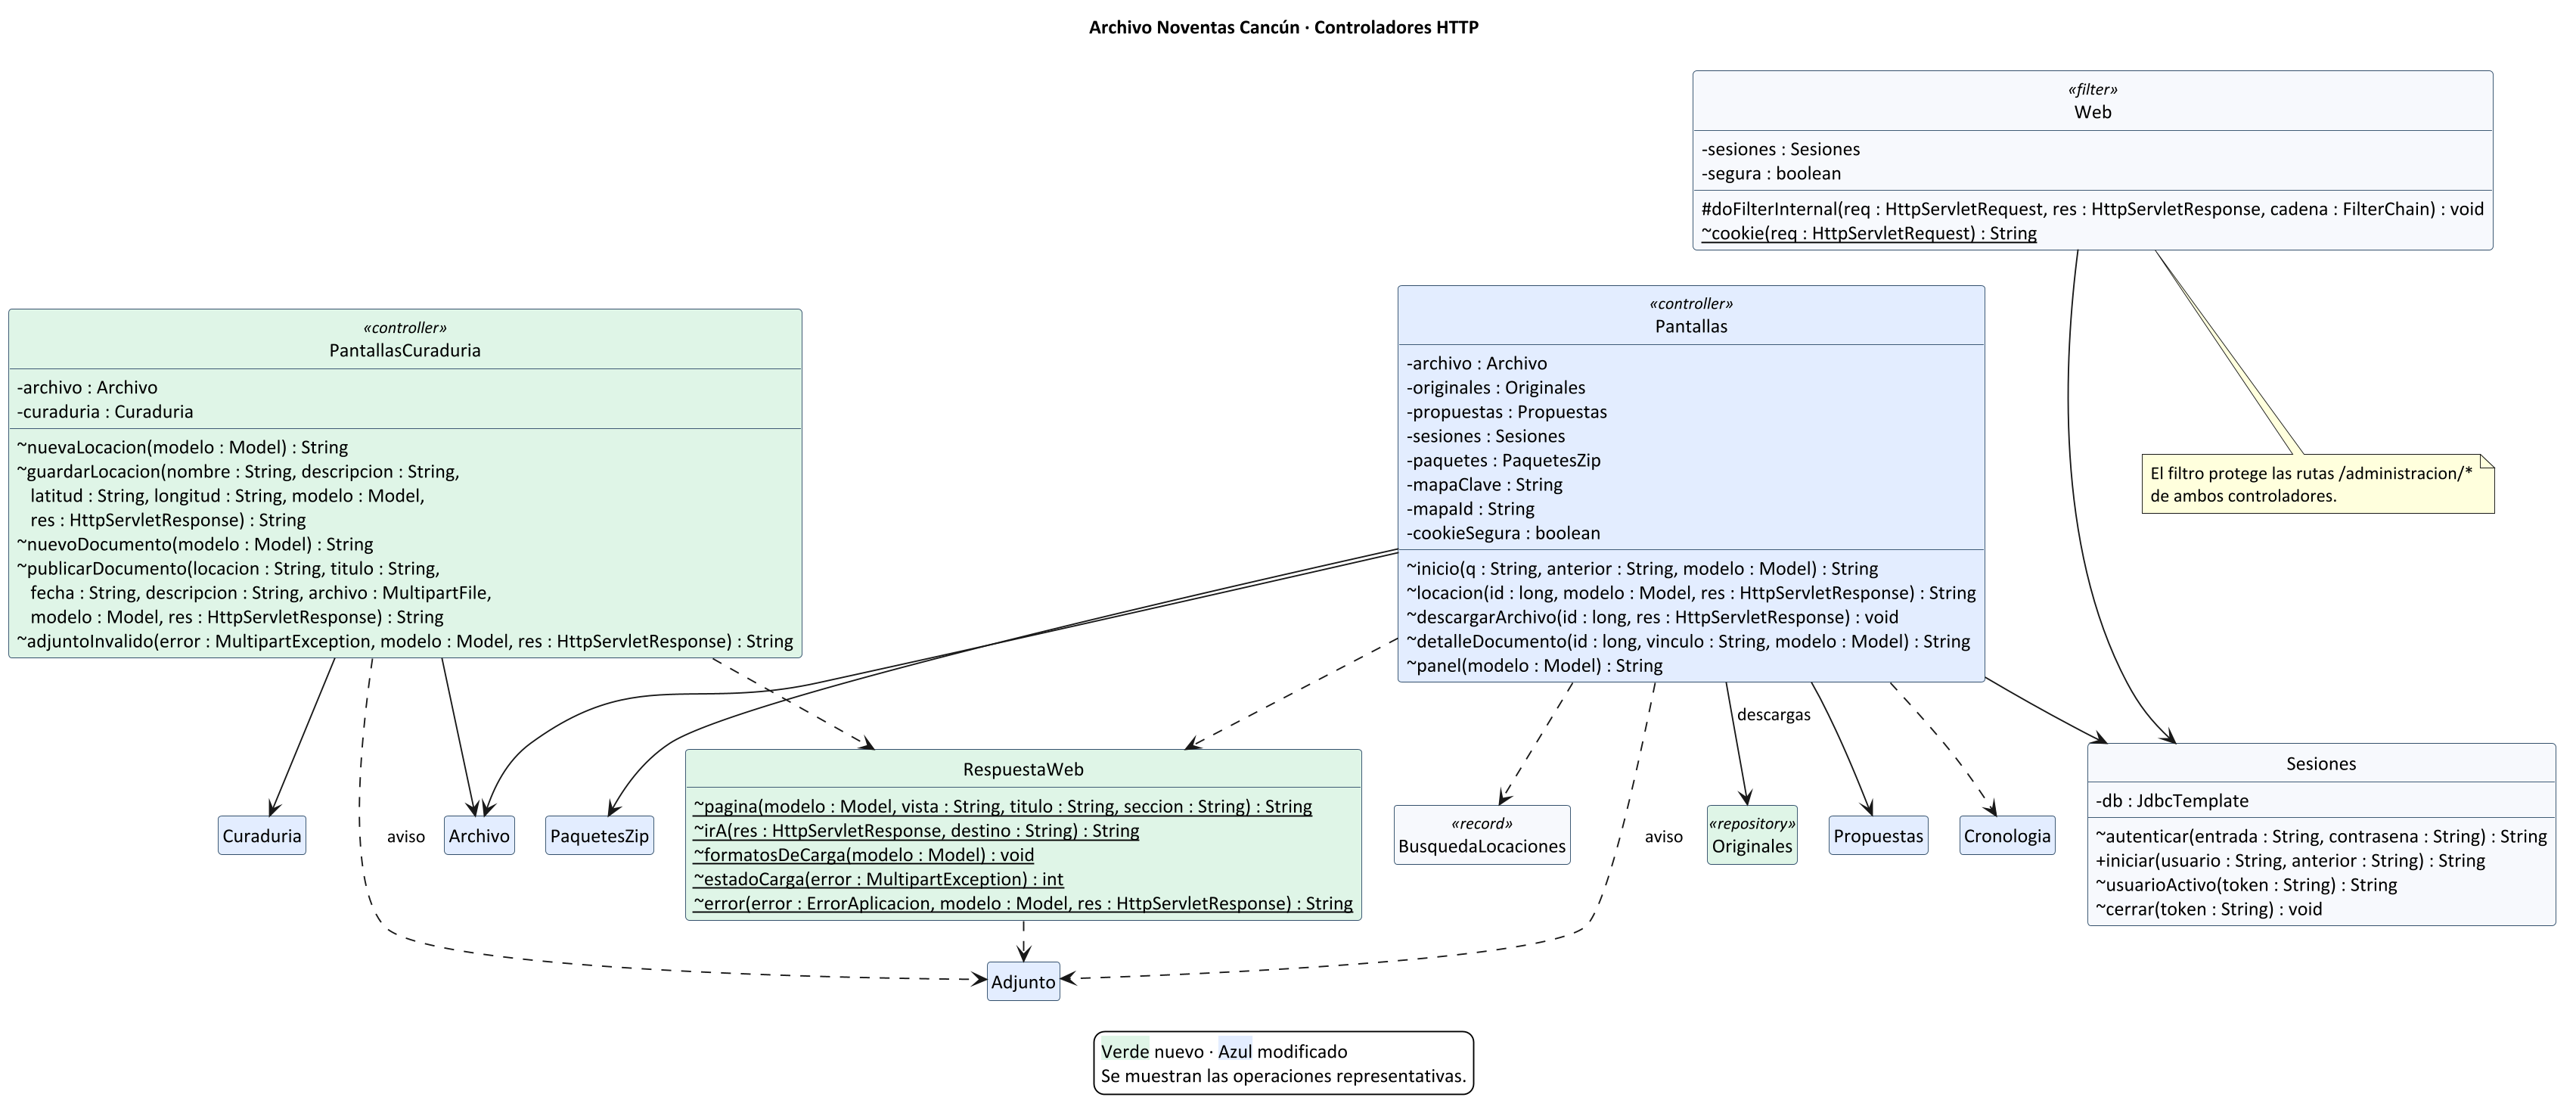 Archivo Noventas Cancún · Controladores HTTP
«filter»
Web
-sesiones : Sesiones
-segura : boolean
#doFilterInternal(req : HttpServletRequest, res : HttpServletResponse, cadena : FilterChain) : void
~cookie(req : HttpServletRequest) : String
«controller»
PantallasCuraduria
-archivo : Archivo
-curaduria : Curaduria
~nuevaLocacion(modelo : Model) : String
~guardarLocacion(nombre : String, descripcion : String,
latitud : String, longitud : String, modelo : Model,
res : HttpServletResponse) : String
~nuevoDocumento(modelo : Model) : String
~publicarDocumento(locacion : String, titulo : String,
fecha : String, descripcion : String, archivo : MultipartFile,
modelo : Model, res : HttpServletResponse) : String
~adjuntoInvalido(error : MultipartException, modelo : Model, res : HttpServletResponse) : String
«controller»
Pantallas
-archivo : Archivo
-originales : Originales
-propuestas : Propuestas
-sesiones : Sesiones
-paquetes : PaquetesZip
-mapaClave : String
-mapaId : String
-cookieSegura : boolean
~inicio(q : String, anterior : String, modelo : Model) : String
~locacion(id : long, modelo : Model, res : HttpServletResponse) : String
~descargarArchivo(id : long, res : HttpServletResponse) : void
~detalleDocumento(id : long, vinculo : String, modelo : Model) : String
~panel(modelo : Model) : String
El filtro protege las rutas /administracion/*
de ambos controladores.
descargas
Curaduria
aviso
Archivo
PaquetesZip
RespuestaWeb
~pagina(modelo : Model, vista : String, titulo : String, seccion : String) : String
~irA(res : HttpServletResponse, destino : String) : String
~formatosDeCarga(modelo : Model) : void
~estadoCarga(error : MultipartException) : int
~error(error : ErrorAplicacion, modelo : Model, res : HttpServletResponse) : String
«record»
BusquedaLocaciones
aviso
«repository»
Originales
Propuestas
Cronologia
Sesiones
-db : JdbcTemplate
~autenticar(entrada : String, contrasena : String) : String
+iniciar(usuario : String, anterior : String) : String
~usuarioActivo(token : String) : String
~cerrar(token : String) : void
Adjunto
Verde nuevo · Azul modificado
Se muestran las operaciones representativas.